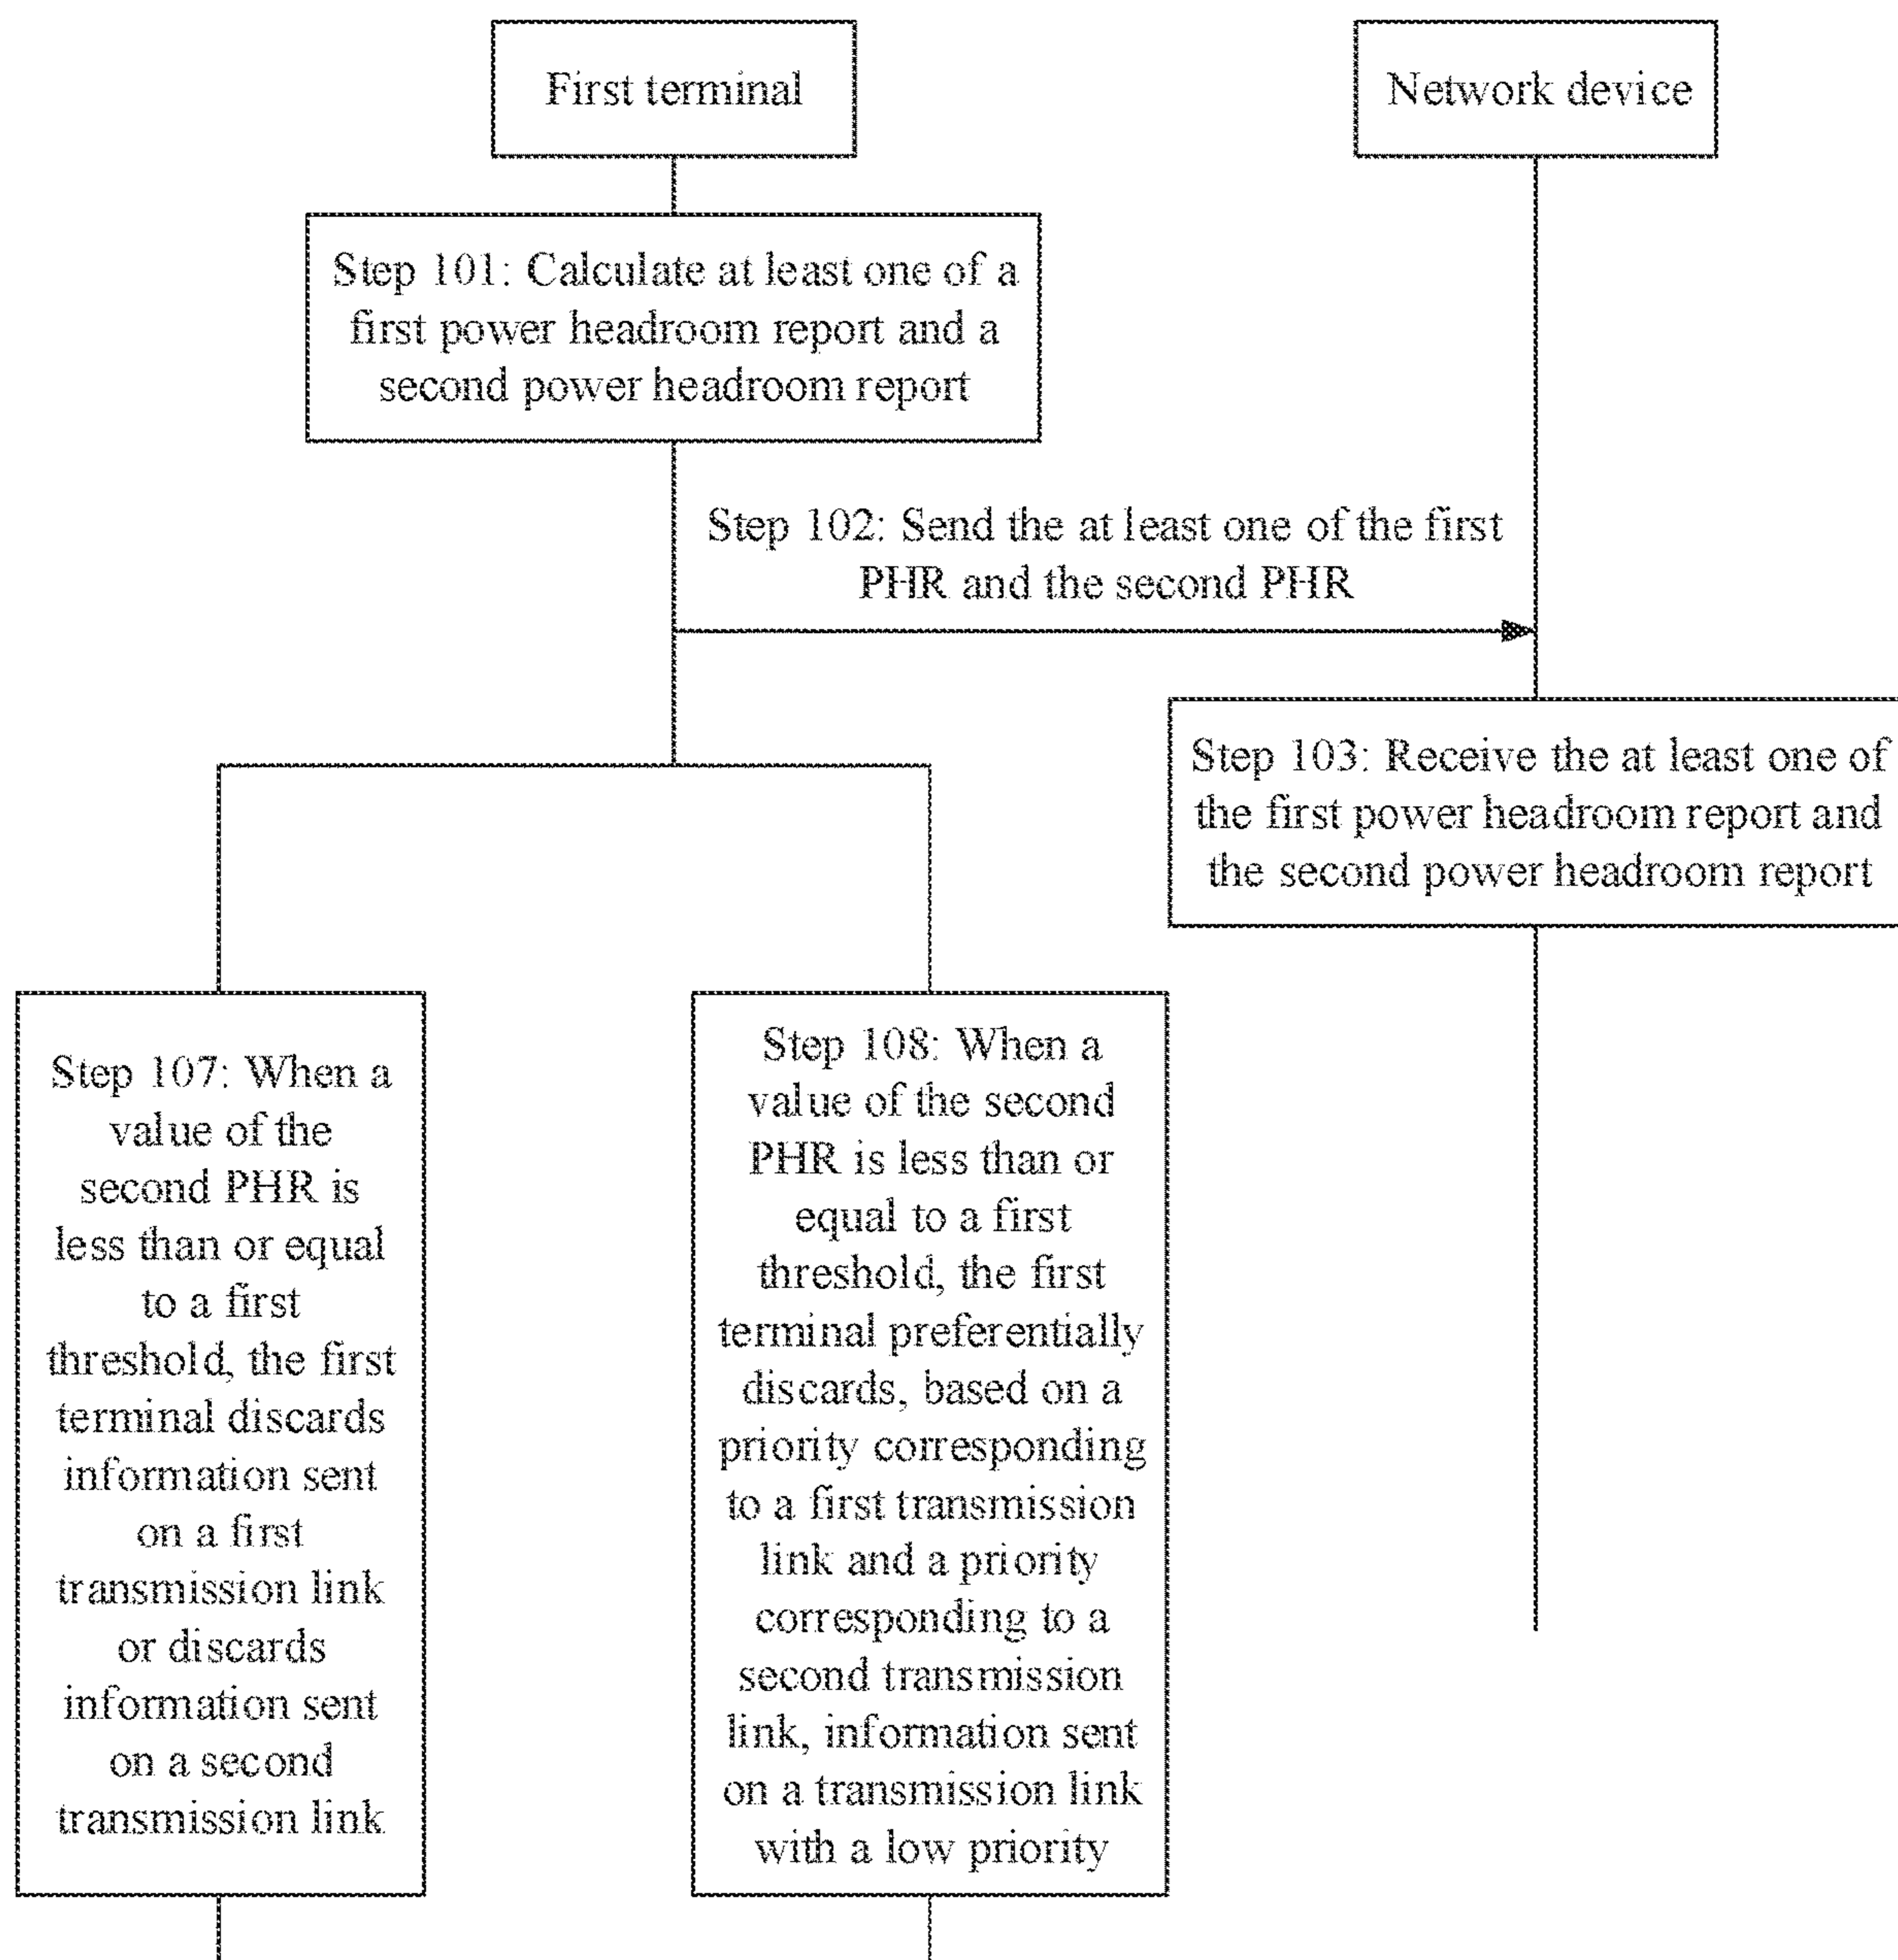 First terminal
Network device
Step 101: Calculate at least one of a
first power headroom report and a
second power headroom report
Step 102: Send the at least one of the first
PHR and the second PHR
Step 103: Receive the at least one of
the first power headroom report and
the second power headroom report
Step 107: When a
value of the
second PHR is
less than or equal
to a first
threshold, the first
terminal discards
information sent
on a first
transmission link
or discards
information sent
on a second
transmission link
Step 108: When a
value of the second
PHR is less than or
equal to a first
threshold, the first
terminal preferentially
discards, based on a
priority corresponding
to a first transmission
link and a priority
corresponding to a
second transmission
link, information sent
on a transmission link
with a low priority